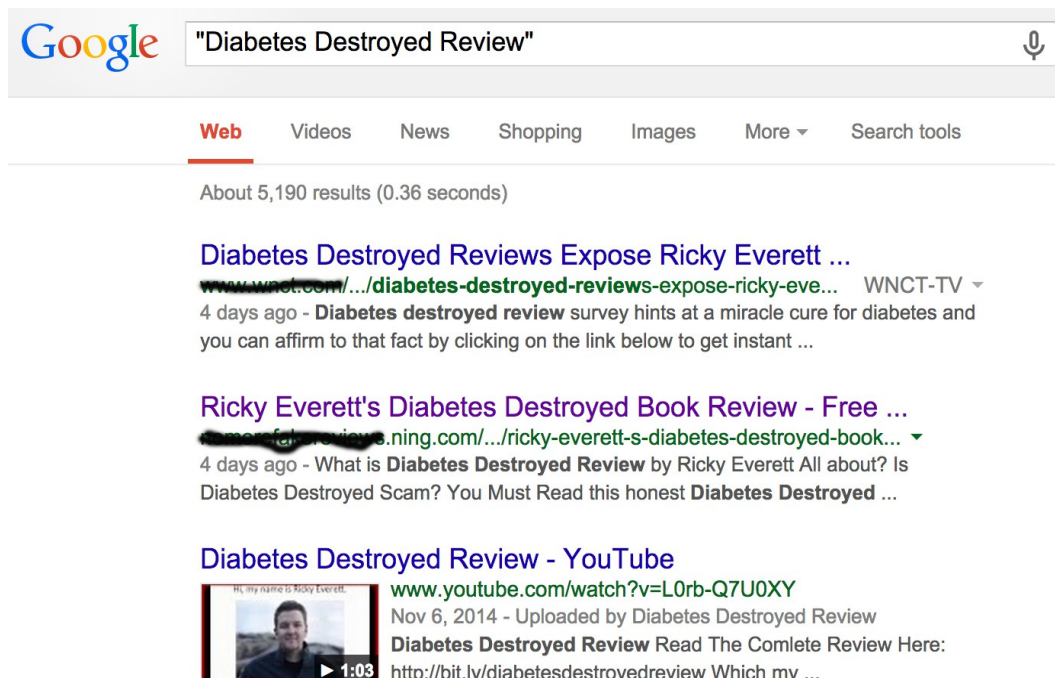 Google
"Diabetes Destroyed Review"
Web Videos News Shopping Images More Search tools
About 5,190 results (0.36 seconds)
Diabetes Destroyed Reviews Expose Ricky Everett ...
/.../diabetes-destroyed-reviews-expose-ricky-eve... WNCT-TV
4 days ago - Diabetes destroyed review survey hints at a miracle cure for diabetes and
you can affirm to that fact by clicking on the link below to get instant ...
Ricky Everett's Diabetes Destroyed Book Review - Free ...
.ning.com/.../ricky-everett-s-diabetes-destroyed-book...
4 days ago - What is Diabetes Destroyed Review by Ricky Everett All about? Is
Diabetes Destroyed Scam? You Must Read this honest Diabetes Destroyed ...
Diabetes Destroyed Review - YouTube
Hi, my name is Ricky Everett.
1:03
www.youtube.com/watch?v=L0rb-Q7U0XY
Nov 6, 2014 - Uploaded by Diabetes Destroyed Review
Diabetes Destroyed Review Read The Comlete Review Here:
http://bit.ly/diabetesdestroyedreview Which my ...